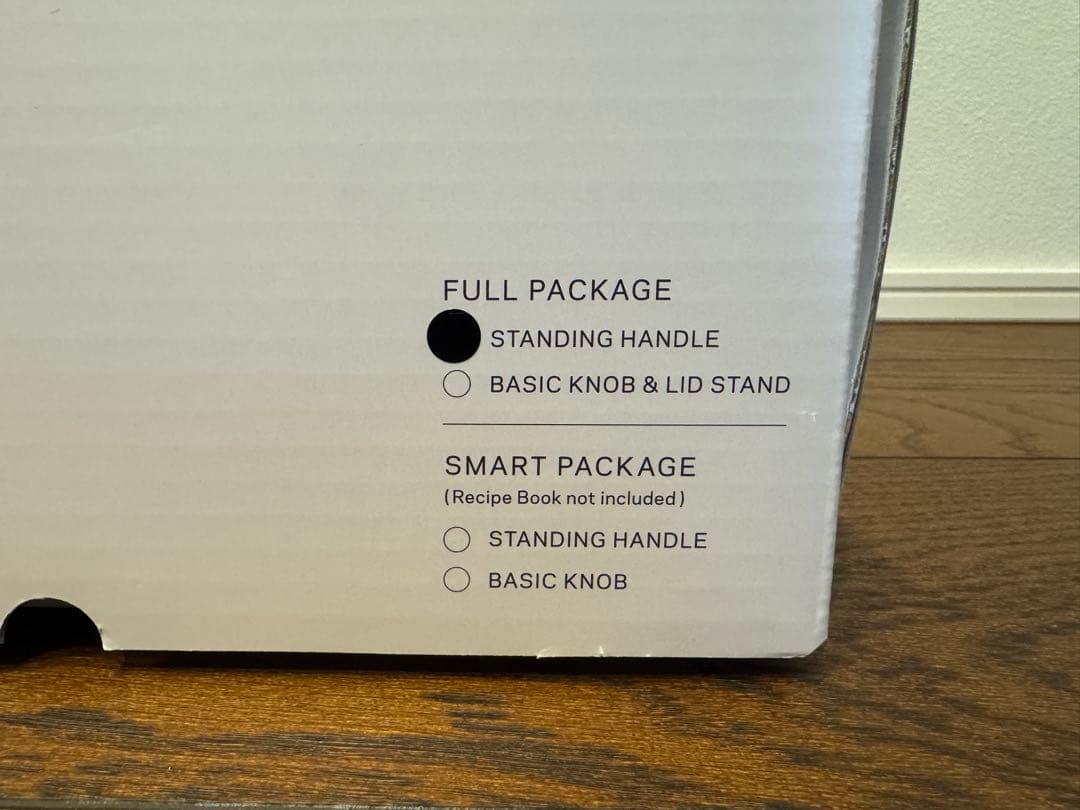 FULL PACKAGE
STANDING HANDLE
BASIC KNOB & LID STAND
SMART PACKAGE
(Recipe Book not included)
STANDING HANDLE
BASIC KNOB